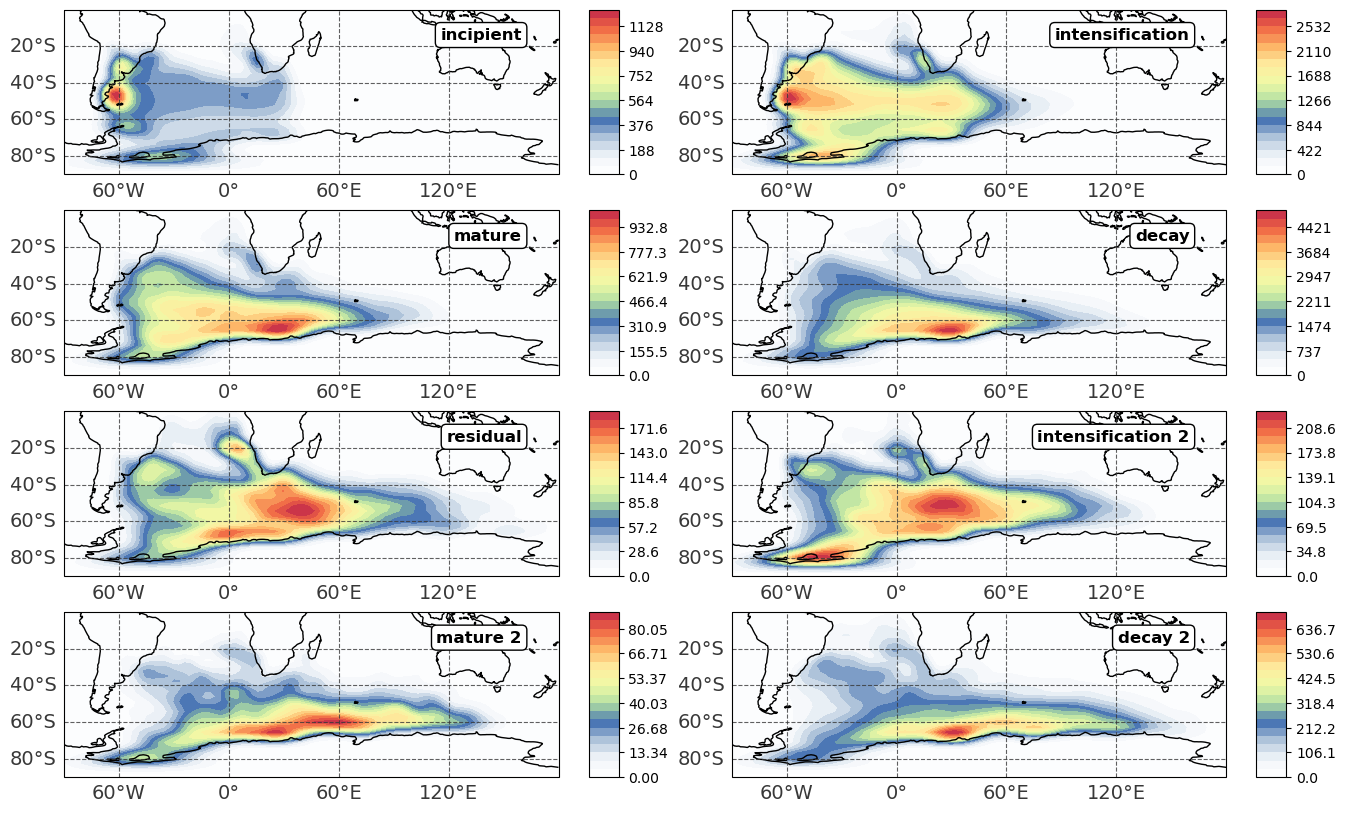 incipient
20°S
40°S
60°S
80°S
60°W
0°
60°E
120°E
1128
940
752
564
376
188
0
intensification
20°S
40°S
60°S
80°S
60°W
0°
60°E
120°E
2532
2110
1688
1266
844
422
0
mature
20°S
40°S
60°S
80°S
60°W
0°
60°E
120°E
932.8
777.3
621.9
466.4
310.9
155.5
0.0
decay
20°S
40°S
60°S
80°S
60°W
0°
60°E
120°E
4421
3684
2947
2211
1474
737
0
residual
20°S
40°S
60°S
80°S
60°W
0°
60°E
120°E
171.6
143.0
114.4
85.8
57.2
28.6
0.0
intensification 2
20°S
40°S
60°S
80°S
60°W
0°
60°E
120°E
208.6
173.8
139.1
104.3
69.5
34.8
0.0
mature 2
20°S
40°S
60°S
80°S
60°W
0°
60°E
120°E
80.05
66.71
53.37
40.03
26.68
13.34
0.00
decay 2
20°S
40°S
60°S
80°S
60°W
0°
60°E
120°E
636.7
530.6
424.5
318.4
212.2
106.1
0.0